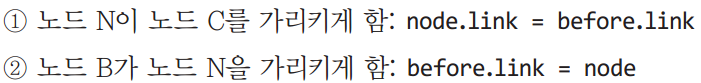 ① 노드 N이 노드 C를 가리키게 함: node.link = before.link
② 노드 B가 노드 N을 가리키게 함: before.link = node